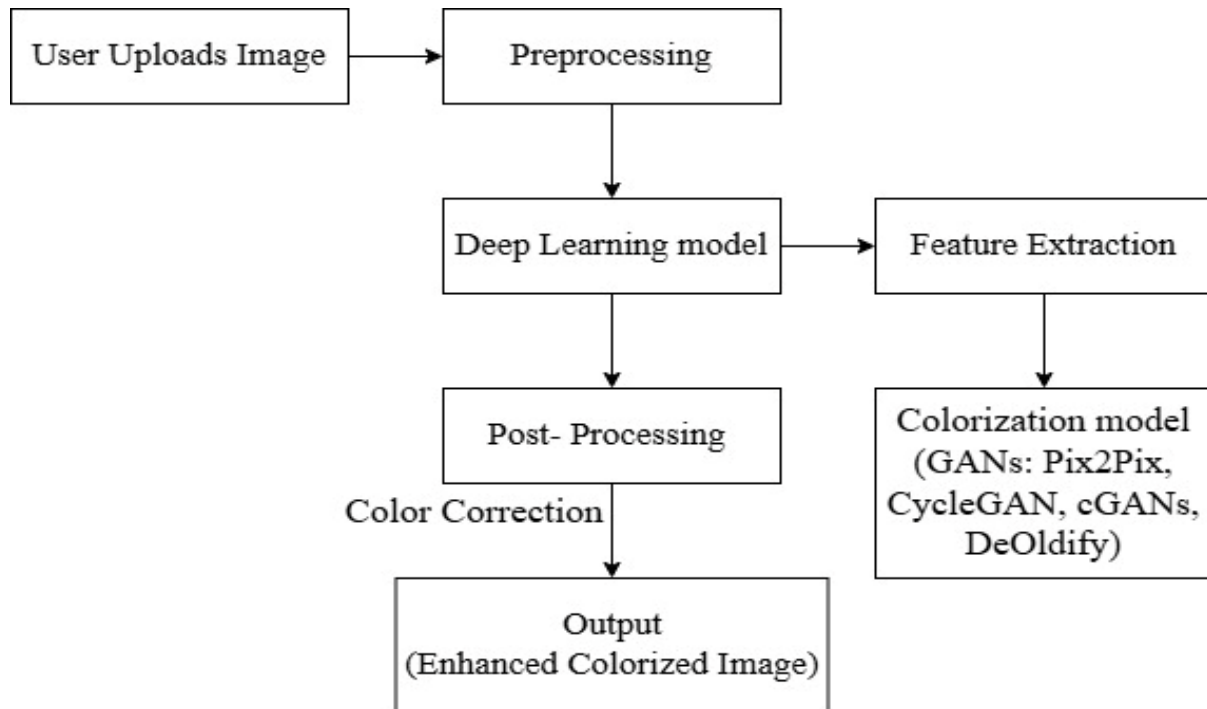 User Uploads Image
Preprocessing
Deep Learning model
Feature Extraction
Post- Processing
Colorization model
(GANs: Pix2Pix,
CycleGAN, cGANs,
DeOldify)
Color Correction
Output
(Enhanced Colorized Image)